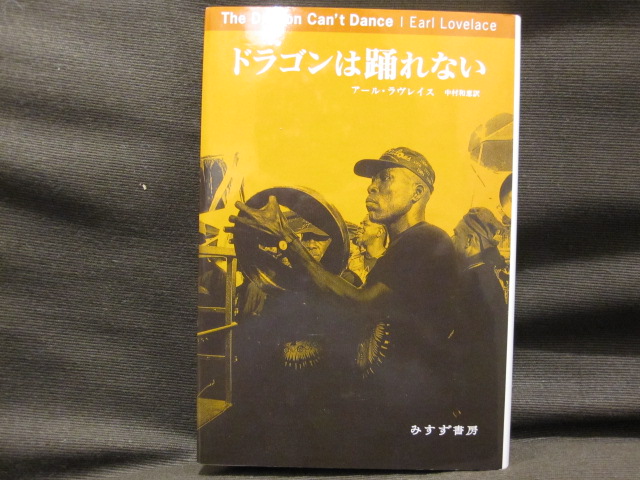 The Dragon Can't Dance | Earl Lovelace
ドラゴンは踊れない
アール・ラヴレイス 中村和恵訳
みすず書房